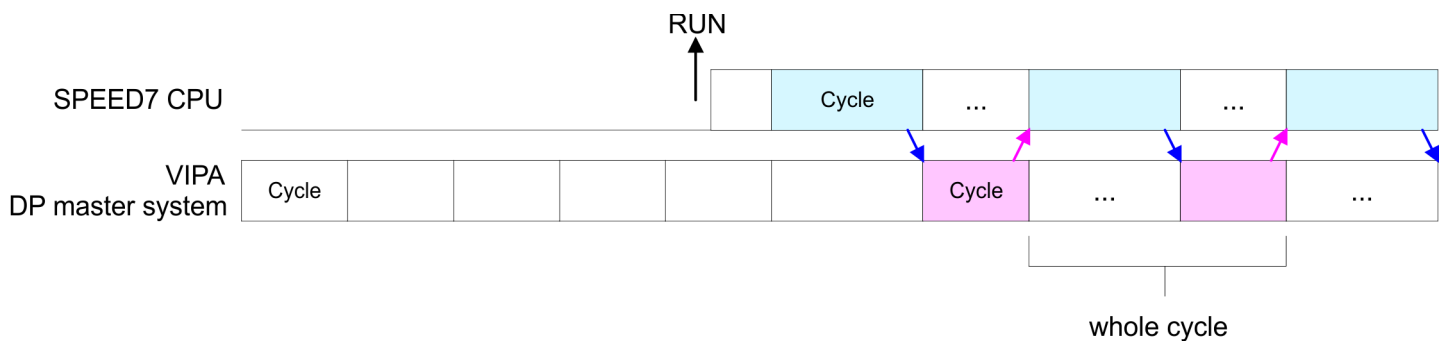 RUN
SPEED7 CPU
Cycle
...
...
VIPA
DP master system
Cycle
Cycle
...
...
whole cycle